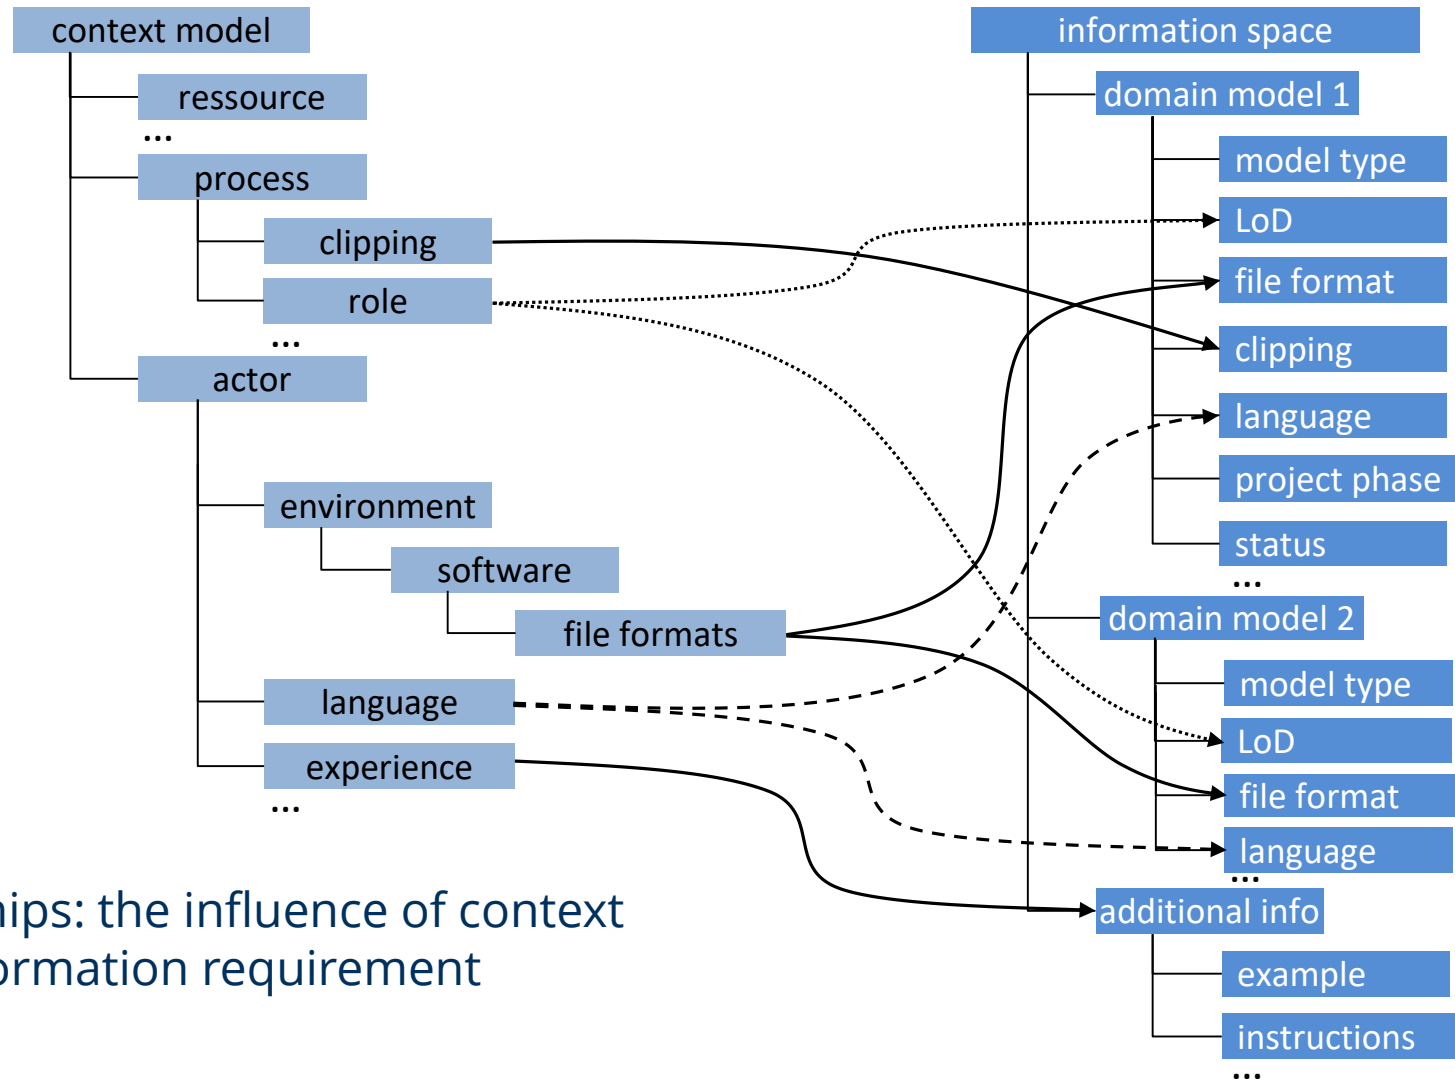 context model
ressource
...
process
clipping
role
...
actor
environment
software
file formats
language
experience
...
information space
domain model 1
model type
LoD
file format
clipping
language
project phase
status
...
domain model 2
model type
LoD
file format
language
...
additional info
example
instructions
...
hips: the influence of context
ormation requirement